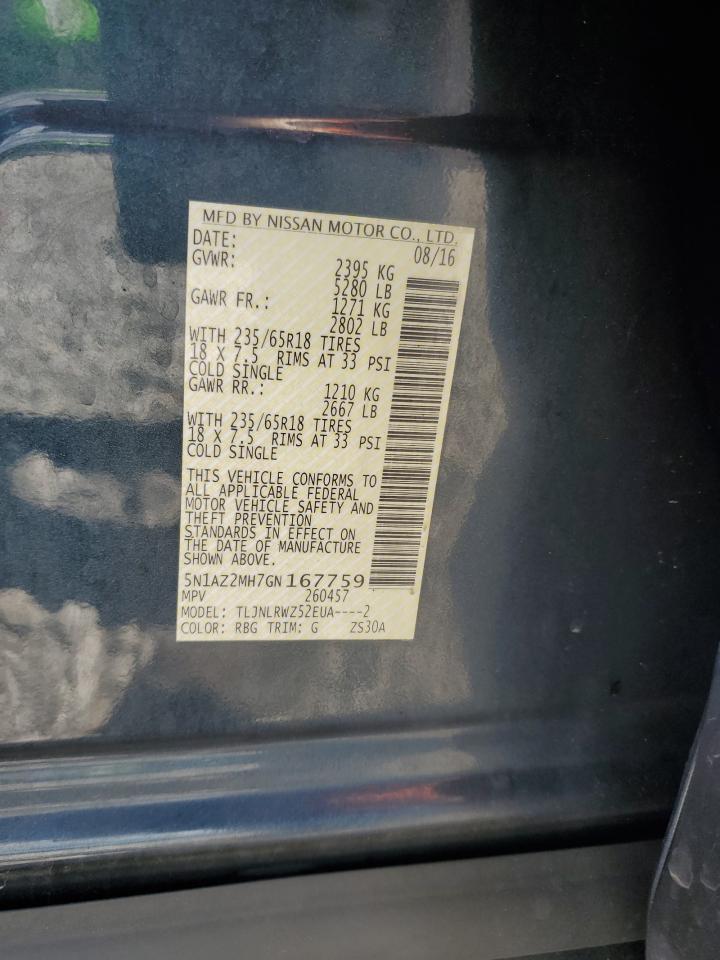 MFD BY NISSAN MOTOR CO., LTD.
DATE: 08/16
GVWR: 2395 KG
5280 LB
GAWR FR.: 1271 KG
2802 LB
WITH 235/65R18 TIRES
18 X 7.5 RIMS AT 33 PSI
COLD SINGLE
GAWR RR.: 1210 KG
2667 LB
WITH 235/65R18 TIRES
18 X 7.5 RIMS AT 33 PSI
COLD SINGLE
THIS VEHICLE CONFORMS TO
ALL APPLICABLE FEDERAL
MOTOR VEHICLE SAFETY AND
THEFT PREVENTION
STANDARDS IN EFFECT ON
THE DATE OF MANUFACTURE
SHOWN ABOVE.
5N1AZ2MH7GN167759
MPV 260457
MODEL: TLJNLRWZ52EUA----2
COLOR: RBG TRIM: G ZS30A